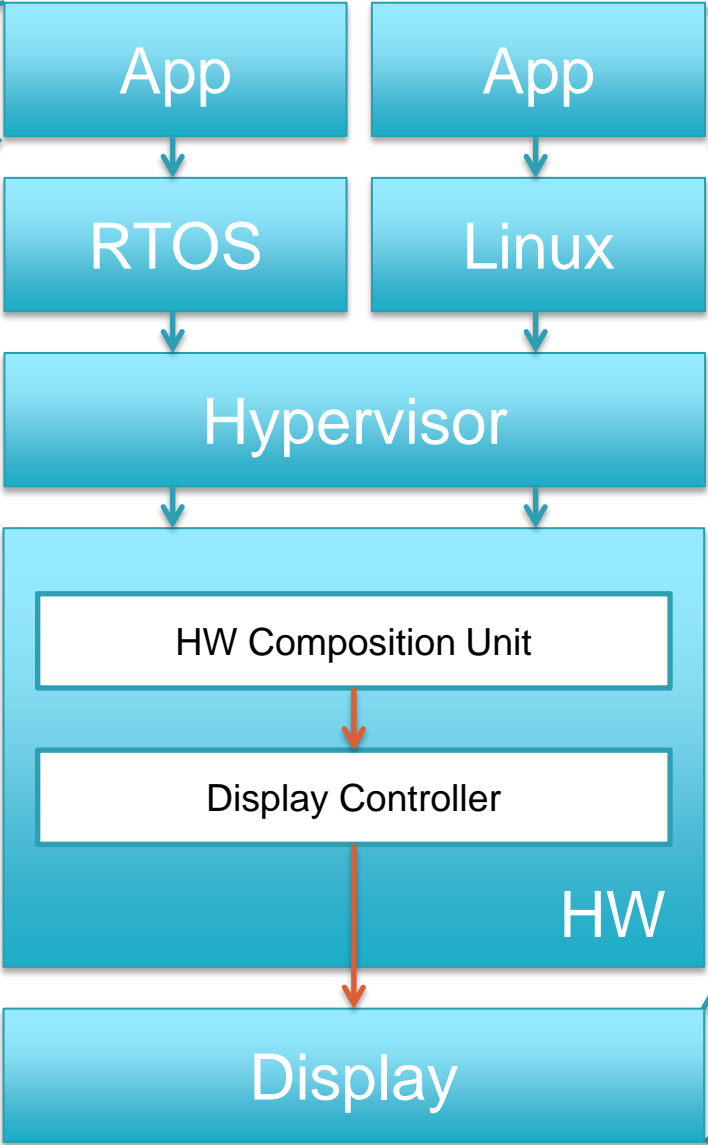 App
App
RTOS
Linux
Hypervisor
HW Composition Unit
Display Controller
HW
Display